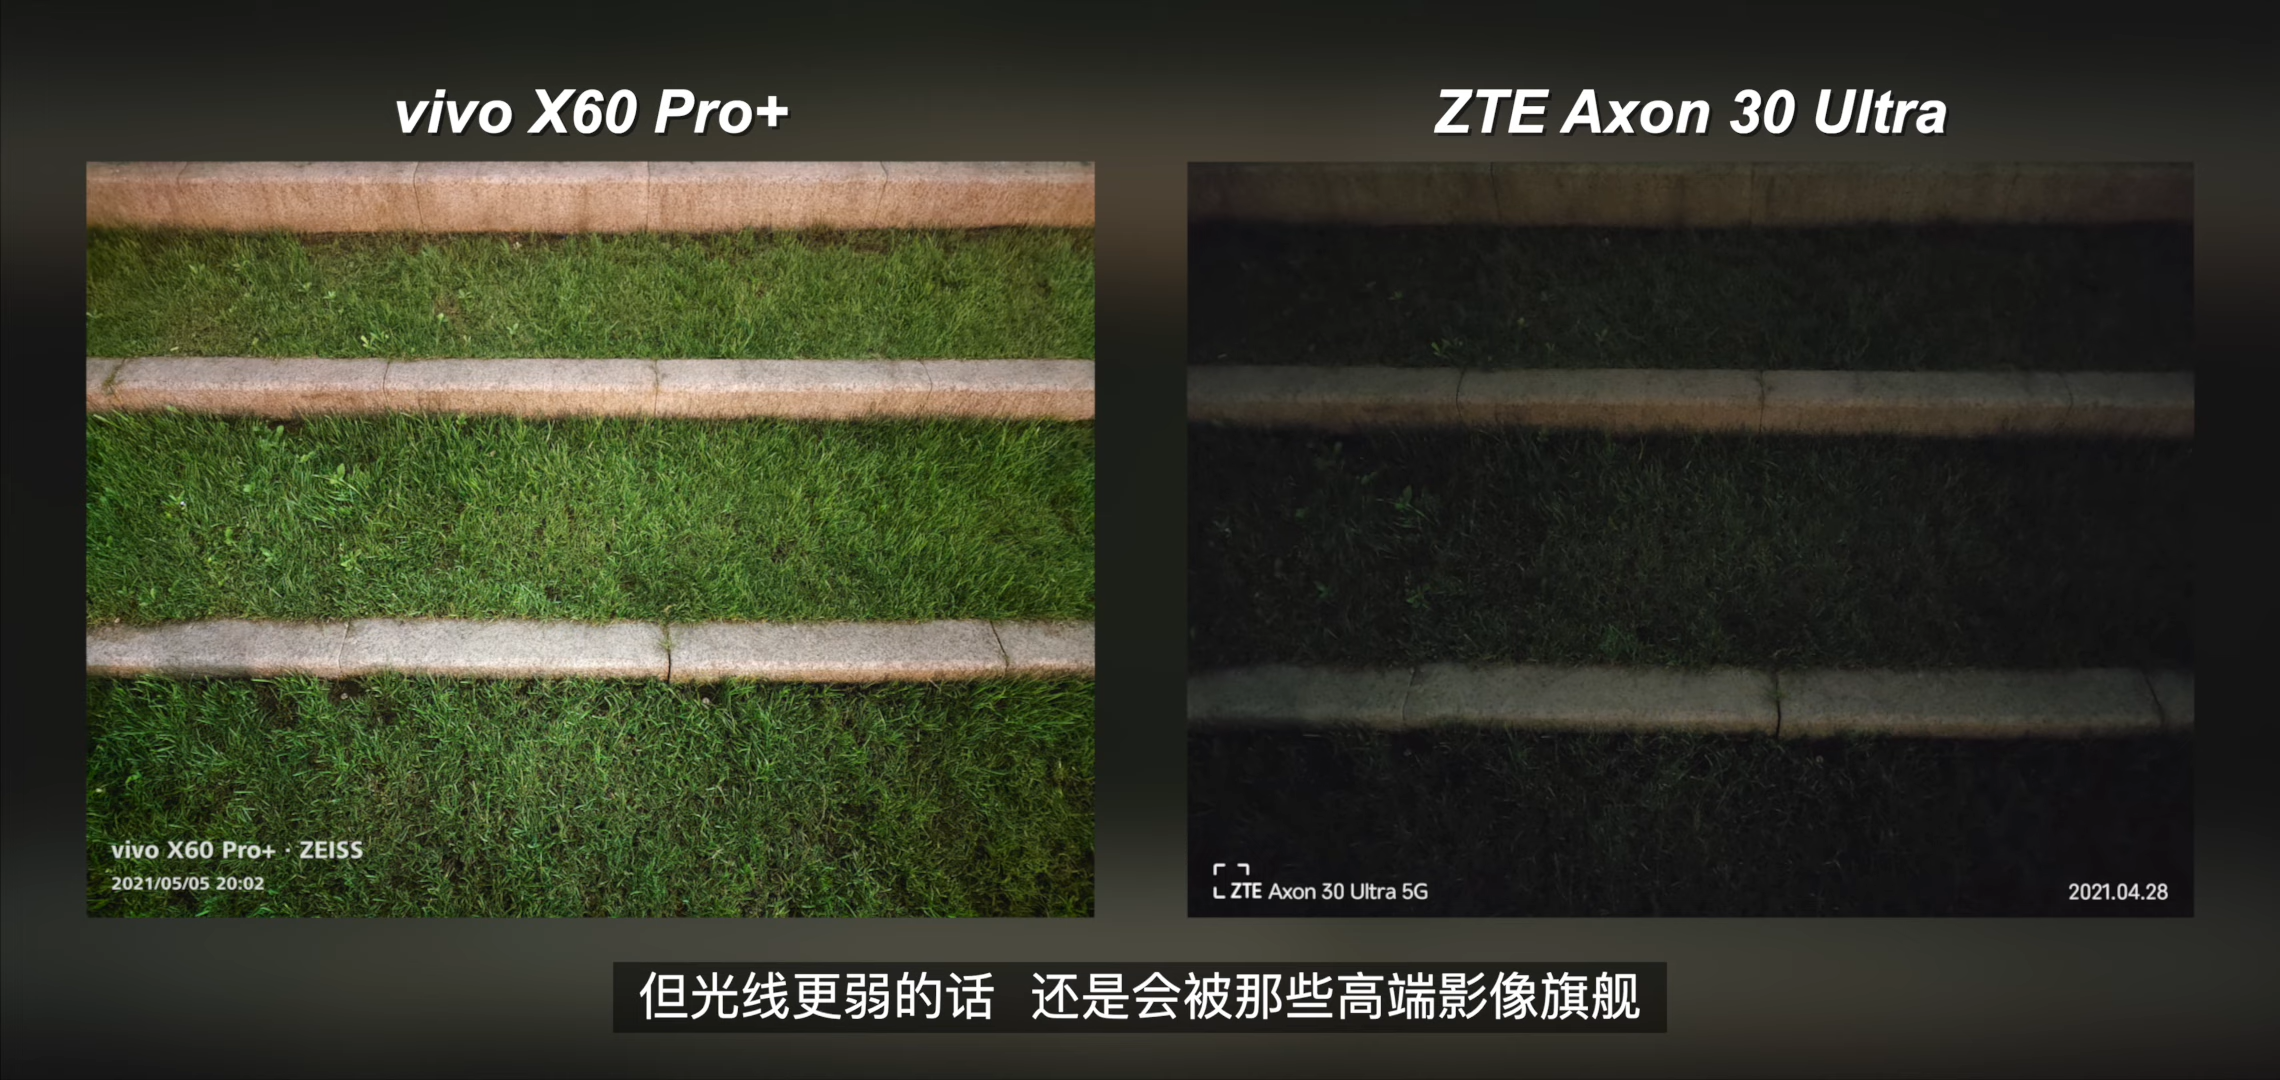 vivo X60 Pro+
ZTE Axon 30 Ultra
vivo X60 Pro+ · ZEISS
2021/05/05 20:02
ZTE Axon 30 Ultra 5G
2021.04.28
但光线更弱的话 还是会被那些高端影像旗舰